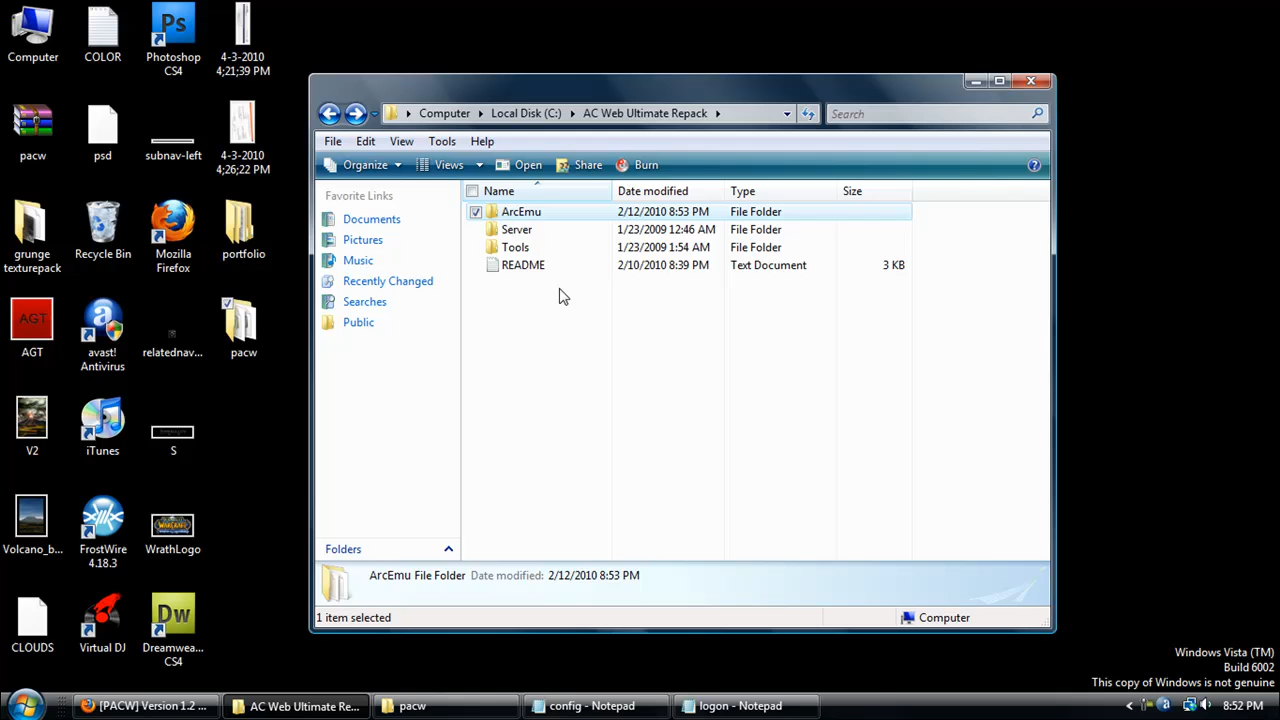 Computer
COLOR
Photoshop
CS4
4-3-2010
4;21;39 PM
pacw
psd
subnav-left
4-3-2010
4;26;22 PM
grunge
texturepack
Recycle Bin
Mozilla
Firefox
portfolio
AGT
AGT
avast!
Antivirus
relatednav...
pacw
V2
iTunes
S
Volcano_b...
FrostWire
4.18.3
WrathLogo
CLOUDS
Virtual DJ
Dw
Dreamwea...
CS4
Ps
Computer Local Disk (C:) AC Web Ultimate Repack
Search
File Edit View Tools Help
Organize Views Open Share Burn
Favorite Links
Documents
Pictures
Music
Recently Changed
Searches
Public
Folders
Name Date modified Type Size
ArcEmu 2/12/2010 8:53 PM File Folder
Server 1/23/2009 12:46 AM File Folder
Tools 1/23/2009 1:54 AM File Folder
README 2/10/2010 8:39 PM Text Document 3 KB
ArcEmu File Folder Date modified: 2/12/2010 8:53 PM
1 item selected
Computer
Windows Vista (TM)
Build 6002
This copy of Windows is not genuine
[PACW] Version 1.2 ...
AC Web Ultimate Re...
pacw
config - Notepad
logon - Notepad
8:52 PM